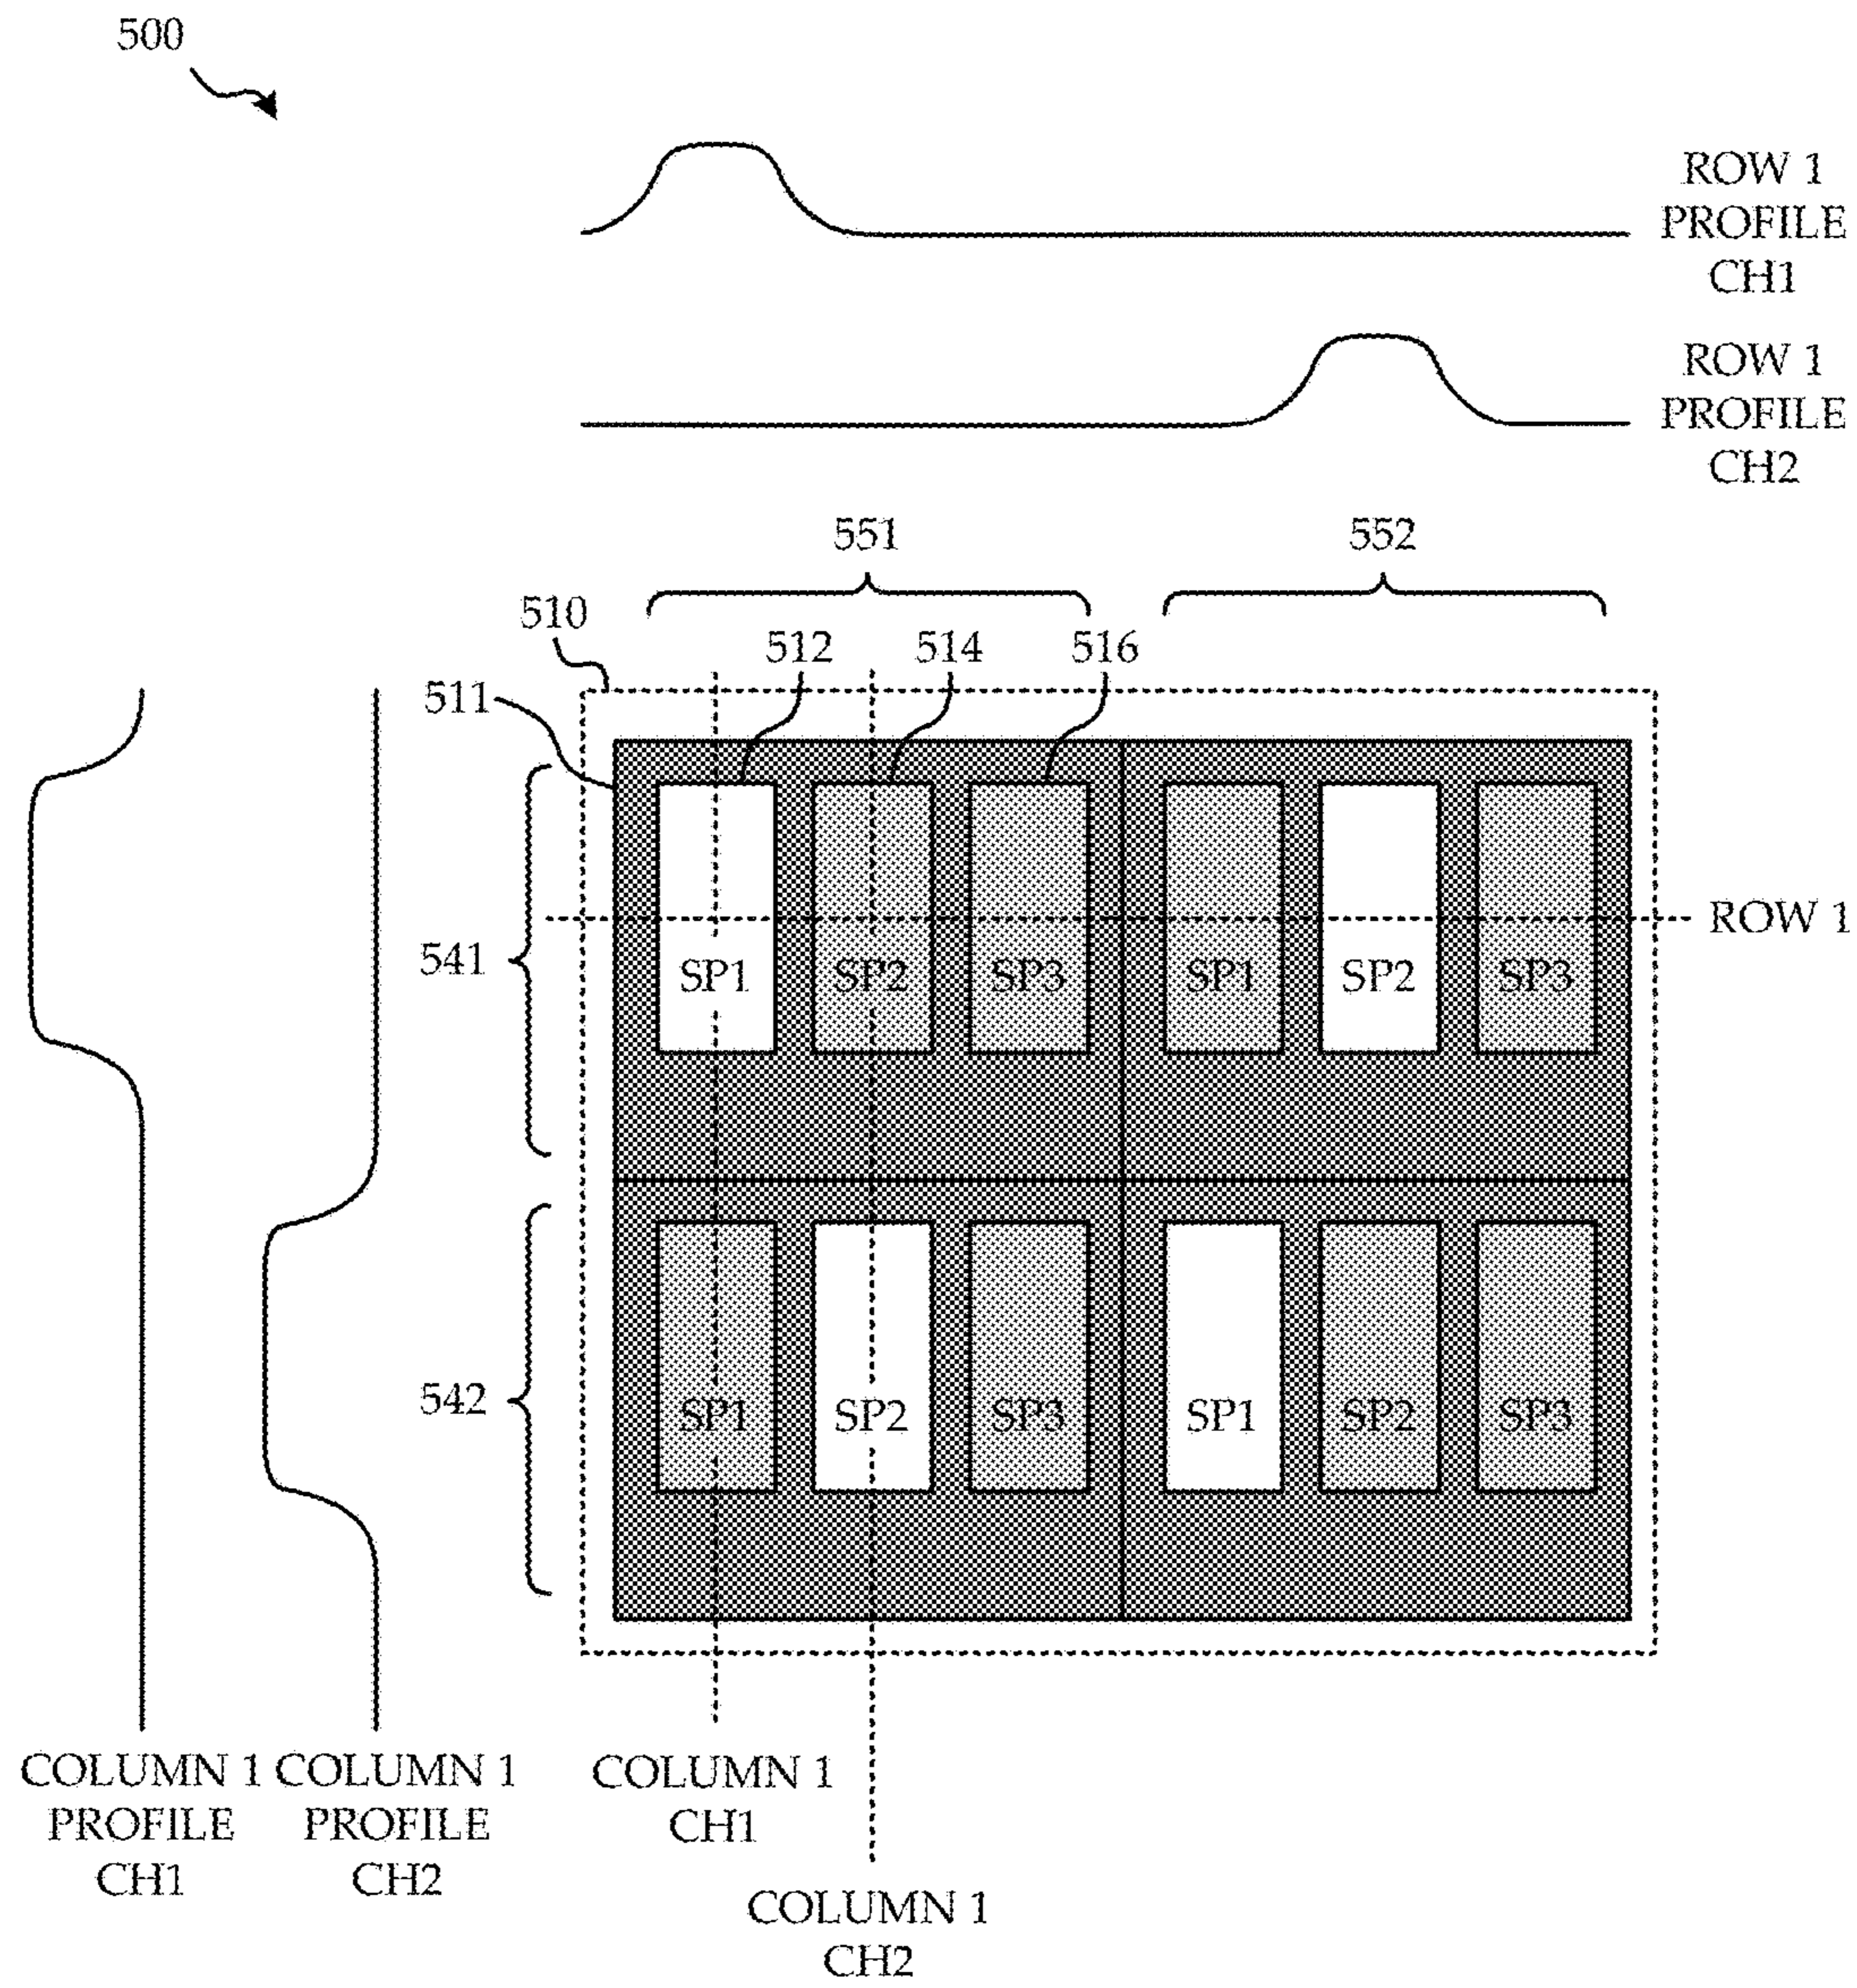 500
ROW 1
PROFILE
CH1
ROW 1
PROFILE
CH2
551
552
510
512
514
516
511
ROW 1
541
SP1
SP2
SP3
SP1
SP2
SP3
542
SP1
SP2
SP3
SP1
SP2
SP3
COLUMN 1
PROFILE
CH1
COLUMN 1
PROFILE
CH2
COLUMN 1
CH1
COLUMN 1
CH2